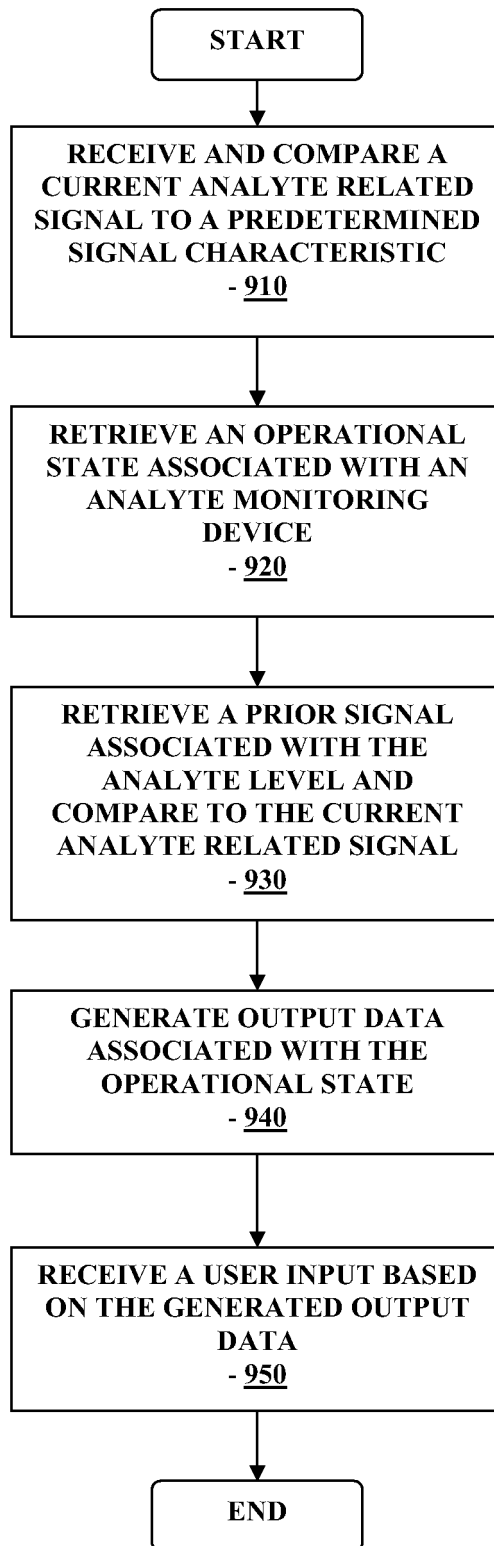 START
RECEIVE AND COMPARE A
CURRENT ANALYTE RELATED
SIGNAL TO A PREDETERMINED
SIGNAL CHARACTERISTIC
- 910
RETRIEVE AN OPERATIONAL
STATE ASSOCIATED WITH AN
ANALYTE MONITORING
DEVICE
- 920
RETRIEVE A PRIOR SIGNAL
ASSOCIATED WITH THE
ANALYTE LEVEL AND
COMPARE TO THE CURRENT
ANALYTE RELATED SIGNAL
- 930
GENERATE OUTPUT DATA
ASSOCIATED WITH THE
OPERATIONAL STATE
- 940
RECEIVE A USER INPUT BASED
ON THE GENERATED OUTPUT
DATA
- 950
END